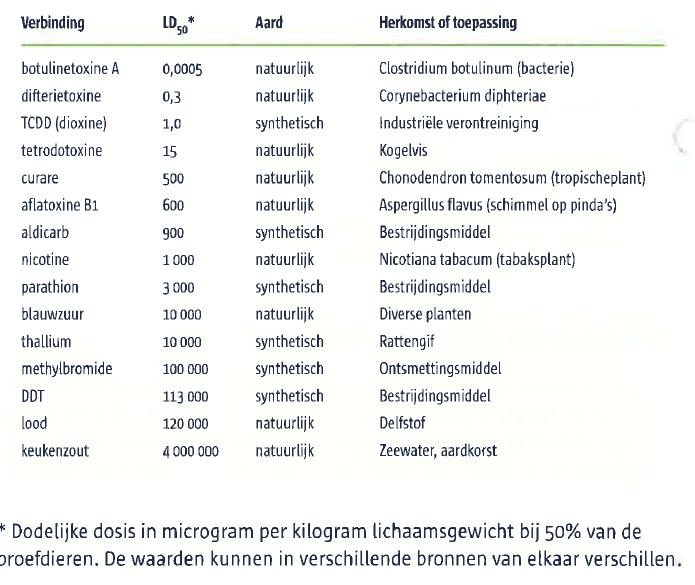 Verbinding LD50* Aard Herkomst of toepassing
botulinetoxine A 0,0005 natuurlijk Clostridium botulinum (bacterie)
difterietoxine 0,3 natuurlijk Corynebacterium diphteriae
TCDD (dioxine) 1,0 synthetisch Industriële verontreiniging
tetrodotoxine 15 natuurlijk Kogelvis
curare 500 natuurlijk Chonodendron tomentosum (tropischeplant)
aflatoxine B1 600 natuurlijk Aspergillus flavus (schimmel op pinda's)
aldicarb 900 synthetisch Bestrijdingsmiddel
nicotine 1 000 natuurlijk Nicotiana tabacum (tabaksplant)
parathion 3 000 synthetisch Bestrijdingsmiddel
blauwzuur 10 000 natuurlijk Diverse planten
thallium 10 000 synthetisch Rattengif
methylbromide 100 000 synthetisch Ontsmettingsmiddel
DDT 113 000 synthetisch Bestrijdingsmiddel
lood 120 000 natuurlijk Delfstof
keukenzout 4 000 000 natuurlijk Zeewater, aardkorst
* Dodelijke dosis in microgram per kilogram lichaamsgewicht bij 50% van de
proefdieren. De waarden kunnen in verschillende bronnen van elkaar verschillen.